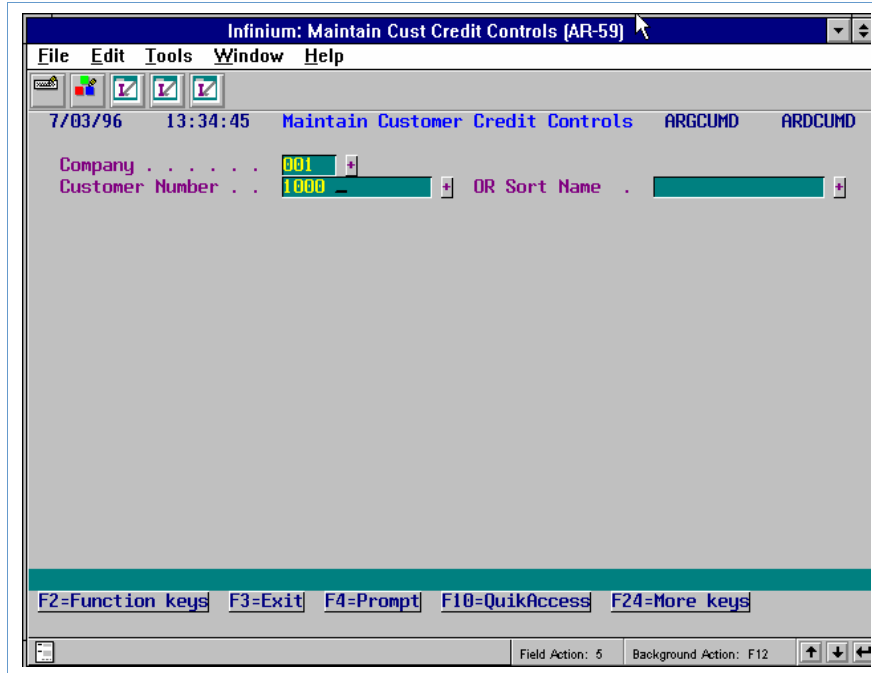 Infinium: Maintain Cust Credit Controls (AR-59)
File Edit Tools Window Help
7/03/96 13:34:45 Maintain Customer Credit Controls ARGCUMD ARDCUMD
Company . . . . . . 001 +
Customer Number . . 1000 _ + OR Sort Name . +
F2=Function keys F3=Exit F4=Prompt F10=QuikAccess F24=More keys
Field Action: 5 Background Action: F12